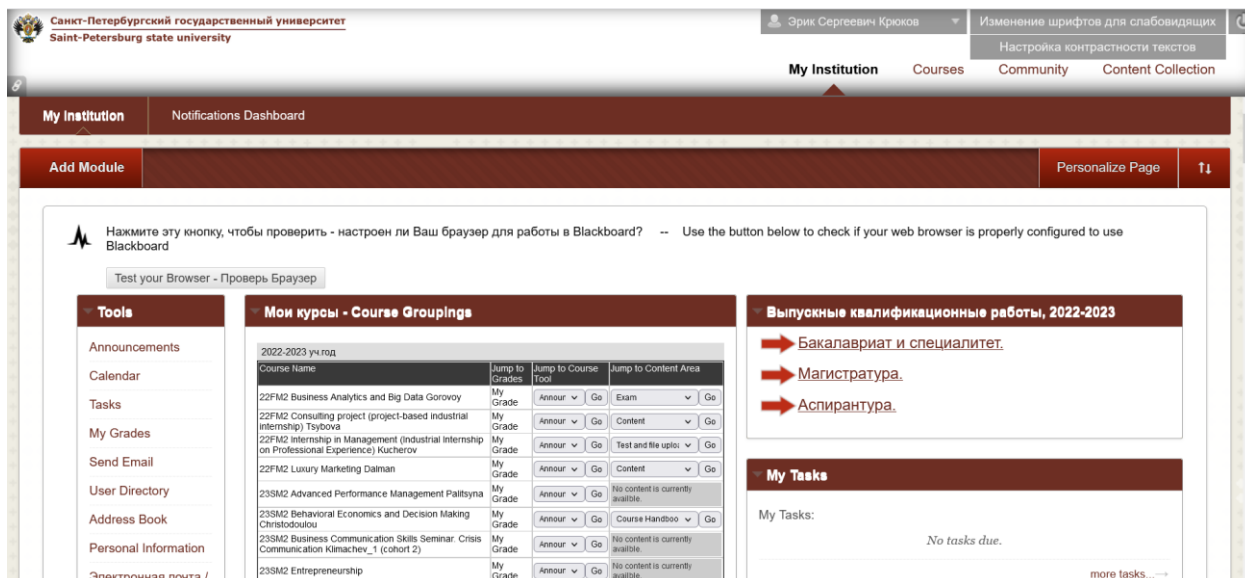 Санкт-Петербургский государственный университет
Saint-Petersburg state university
Эрик Сергеевич Крюков
Изменение шрифтов для слабовидящих
Настройка контрастности текстов
My Institution
Courses
Community
Content Collection
My Institution
Notifications Dashboard
Add Module
Personalize Page
Нажмите эту кнопку, чтобы проверить - настроен ли Ваш браузер для работы в Blackboard? -- Use the button below to check if your web browser is properly configured to use
Blackboard
Test your Browser - Проверь Браузер
Tools
Announcements
Calendar
Tasks
My Grades
Send Email
User Directory
Address Book
Personal Information
Электронная почта /
Мои курсы - Course Groupings
2022-2023 уч.год
Course Name
Jump to
Grades
Jump to Course
Tool
Jump to Content Area
22FM2 Business Analytics and Big Data Gorovoy
My
Grade
Annour
Go
Exam
Go
22FM2 Consulting project (project-based industrial
internship) Tsybova
My
Grade
Annour
Go
Content
Go
22FM2 Internship in Management (Industrial Internship
on Professional Experience) Kucherov
My
Grade
Annour
Go
Test and file uploa
Go
22FM2 Luxury Marketing Dalman
My
Grade
Annour
Go
Content
Go
23SM2 Advanced Performance Management Palitsyna
My
Grade
Annour
Go
No content is currently
availble.
23SM2 Behavioral Economics and Decision Making
Christodoulou
My
Grade
Annour
Go
Course Handboo
Go
23SM2 Business Communication Skills Seminar. Crisis
Communication Klimachev_1 (cohort 2)
My
Grade
Annour
Go
No content is currently
availble.
23SM2 Entrepreneurship
My
Grade
Annour
Go
No content is currently
availble.
Выпускные квалификационные работы, 2022-2023
Бакалавриат и специалитет.
Магистратура.
Аспирантура.
My Tasks
My Tasks:
No tasks due.
more tasks...→